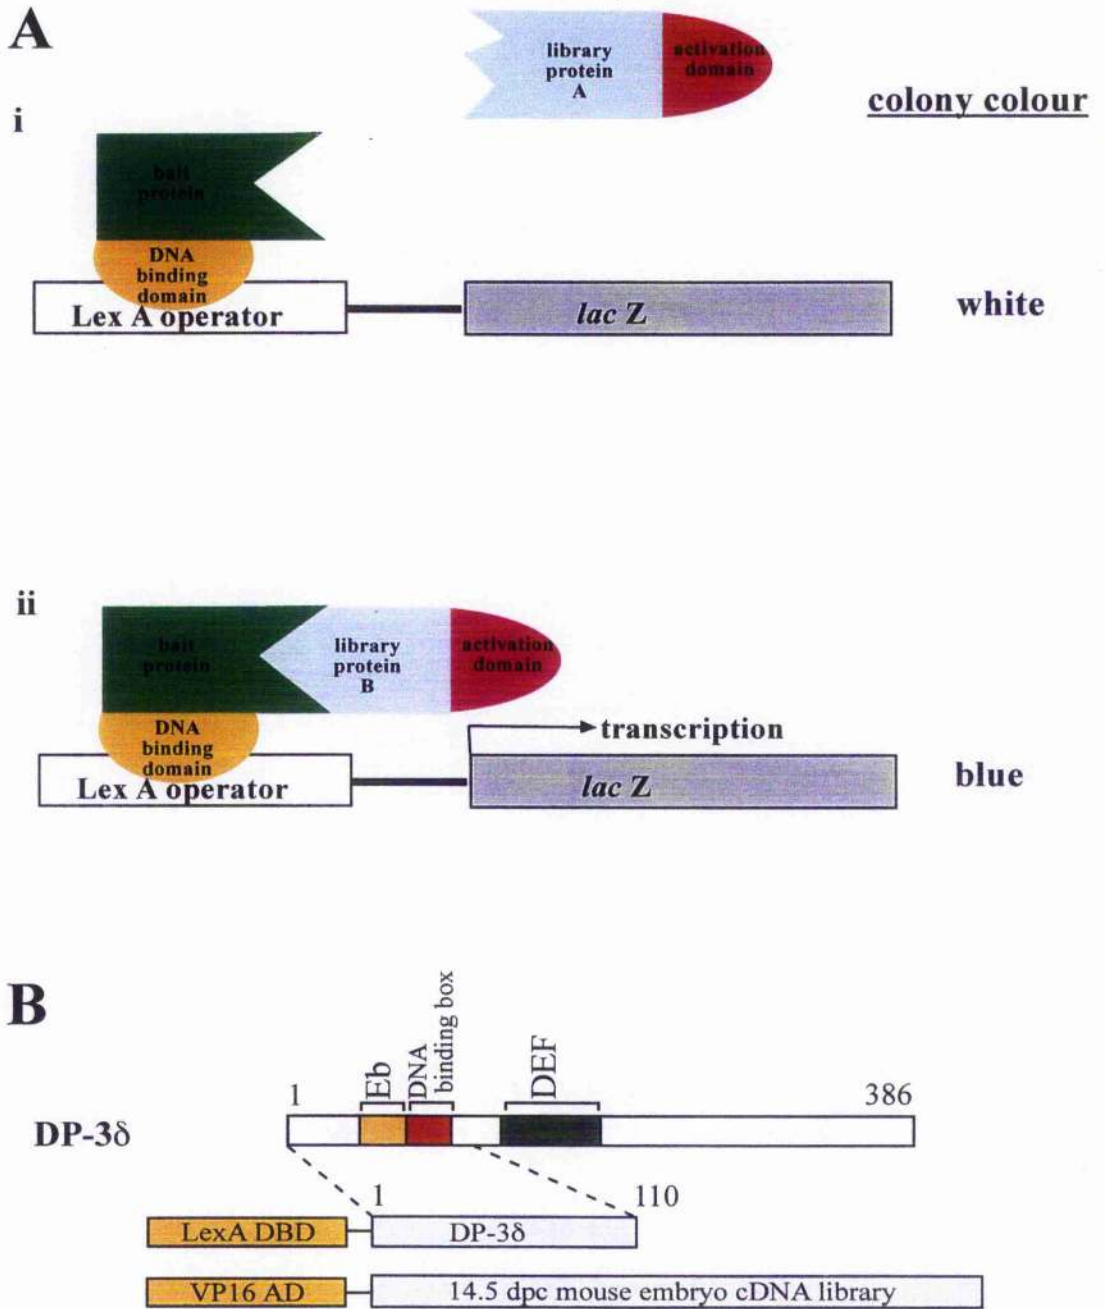 A
library
protein
A
activation
domain
colony colour
i
bait
protein
DNA
binding
domain
Lex A operator
lac Z
white
ii
bait
protein
library
protein
B
activation
domain
DNA
binding
domain
transcription
Lex A operator
lac Z
blue
B
Eb
DNA
binding box
DEF
1
386
DP-3δ
1
110
LexA DBD
DP-3δ
VP16 AD
14.5 dpc mouse embryo cDNA library